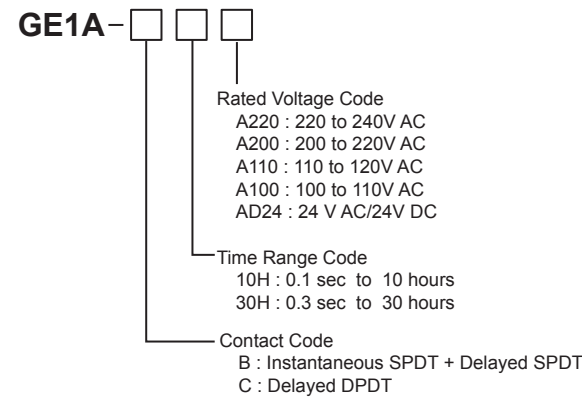 GE1A-
Rated Voltage Code
A220 : 220 to 240V AC
A200 : 200 to 220V AC
A110 : 110 to 120V AC
A100 : 100 to 110V AC
AD24 : 24 V AC/24V DC
Time Range Code
10H : 0.1 sec to 10 hours
30H : 0.3 sec to 30 hours
Contact Code
B : Instantaneous SPDT + Delayed SPDT
C : Delayed DPDT